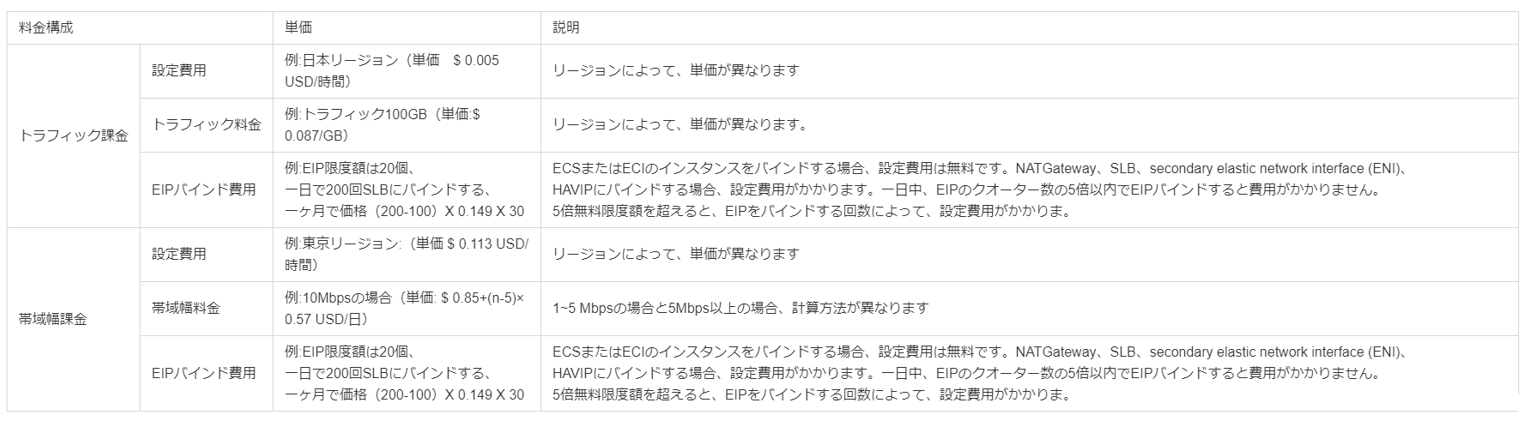 料金構成 単価 説明
トラフィック課金
設定費用
例:日本リージョン（単価　$ 0.005
USD/時間）
リージョンによって、単価が異なります
トラフィック料金
例:トラフィック100GB（単価:$
0.087/GB）
リージョンによって、単価が異なります。
EIPバインド費用
例:EIP限度額は20個、
一日で200回SLBにバインドする、
一ヶ月で価格（200-100）X 0.149 X 30
ECSまたはECIのインスタンスをバインドする場合、設定費用は無料です。NATGateway、SLB、secondary elastic network interface (ENI)、
HAVIPにバインドする場合、設定費用がかかります。一日中、EIPのクオーター数の5倍以内でEIPバインドすると費用がかかりません。
5倍無料限度額を超えると、EIPをバインドする回数によって、設定費用がかかりま。
帯域幅課金
設定費用
例:東京リージョン:（単価 $ 0.113 USD/
時間）
リージョンによって、単価が異なります
帯域幅料金
例:10Mbpsの場合（単価: $ 0.85+(n-5)×
0.57 USD/日）
1~5 Mbpsの場合と5Mbps以上の場合、計算方法が異なります
EIPバインド費用
例:EIP限度額は20個、
一日で200回SLBにバインドする、
一ヶ月で価格（200-100）X 0.149 X 30
ECSまたはECIのインスタンスをバインドする場合、設定費用は無料です。NATGateway、SLB、secondary elastic network interface (ENI)、
HAVIPにバインドする場合、設定費用がかかります。一日中、EIPのクオーター数の5倍以内でEIPバインドすると費用がかかりません。
5倍無料限度額を超えると、EIPをバインドする回数によって、設定費用がかかりま。